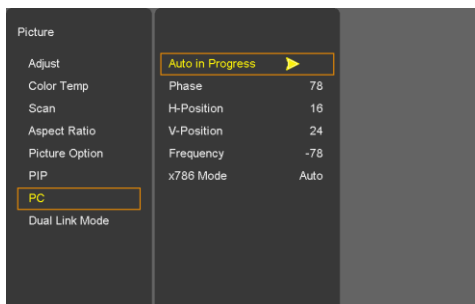 Picture
Adjust
Color Temp
Scan
Aspect Ratio
Picture Option
PIP
PC
Dual Link Mode
Auto in Progress
Phase 78
H-Position 16
V-Position 24
Frequency -78
x786 Mode Auto